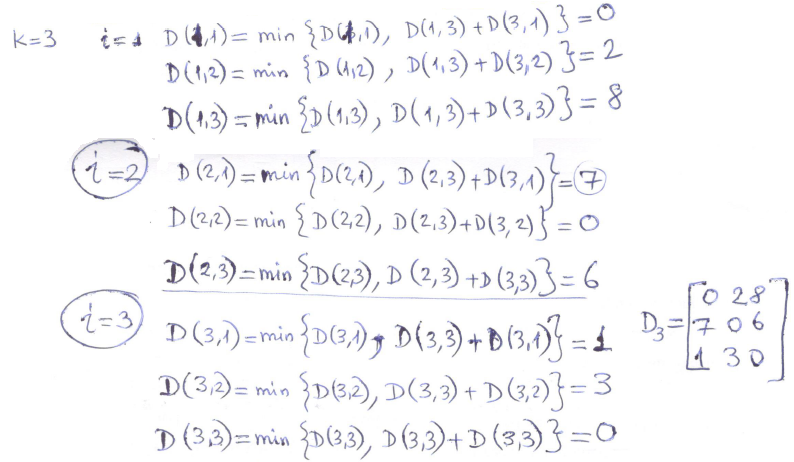 K=3 i=1 D(1,1)= min {D(1,1), D(1,3)+D(3,1)}=0
D(1,2)= min {D(1,2), D(1,3)+D(3,2)}=2
D(1,3)=min {D(1,3), D(1,3)+D(3,3)}=8
i=2 D(2,1)=min {D(2,1), D(2,3)+D(3,1)}=7
D(2,2)=min {D(2,2), D(2,3)+D(3,2)}=0
D(2,3)=min {D(2,3), D(2,3)+D(3,3)}=6
i=3 D(3,1)=min {D(3,1), D(3,3)+D(3,1)}=1
D(3,2)=min {D(3,2), D(3,3)+D(3,2)}=3
D(3,3)=min {D(3,3), D(3,3)+D(3,3)}=0
0 2 8
D3= 7 0 6
1 3 0